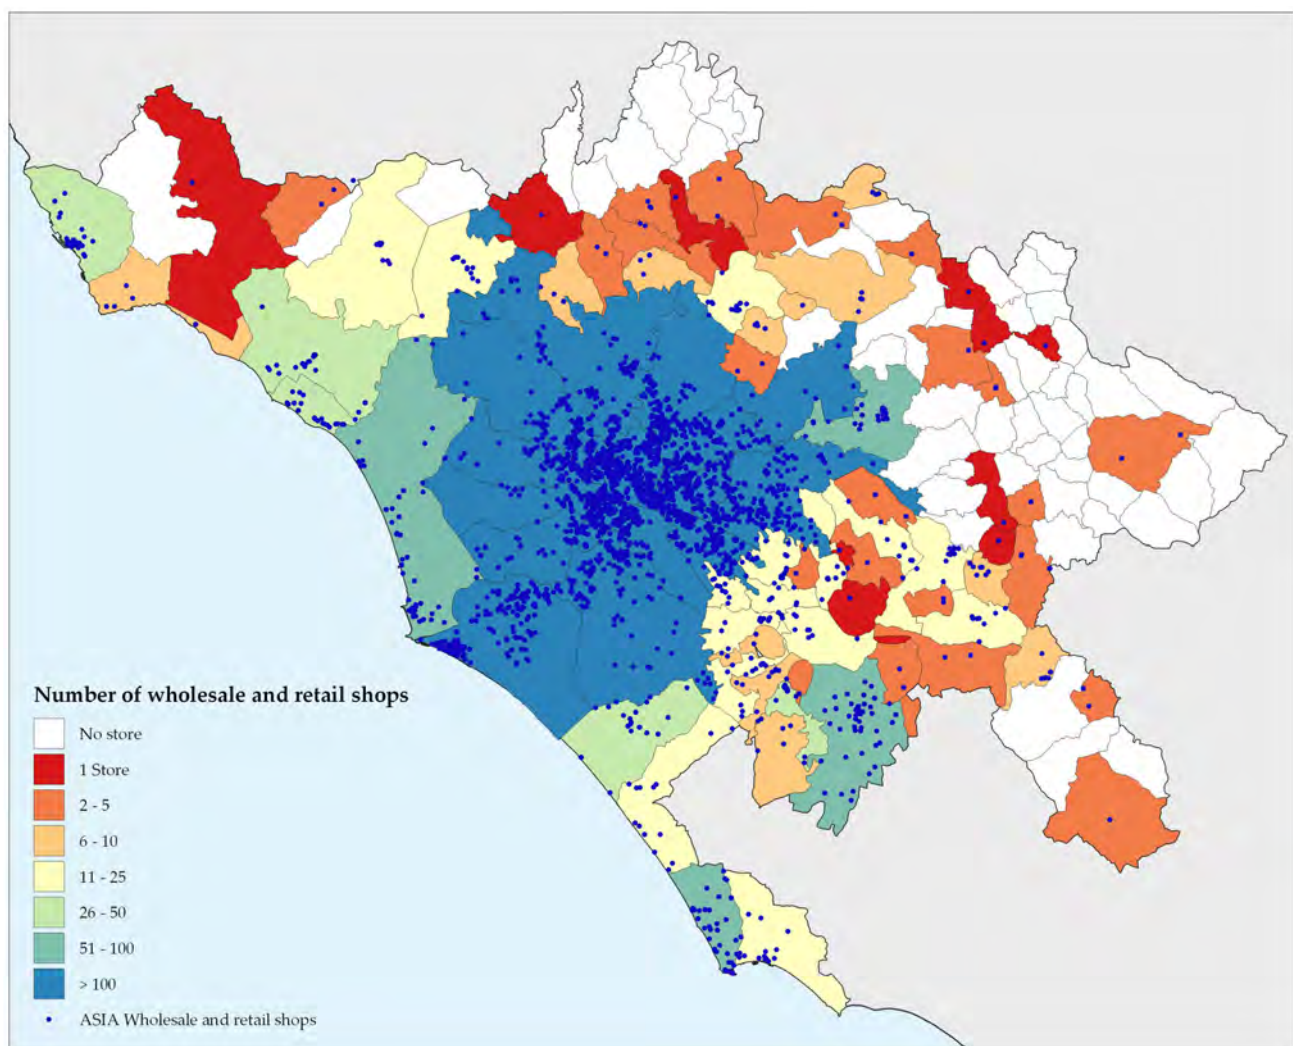 Number of wholesale and retail shops
No store
1 Store
2 - 5
6 - 10
11 - 25
26 - 50
51 - 100
> 100
ASIA Wholesale and retail shops